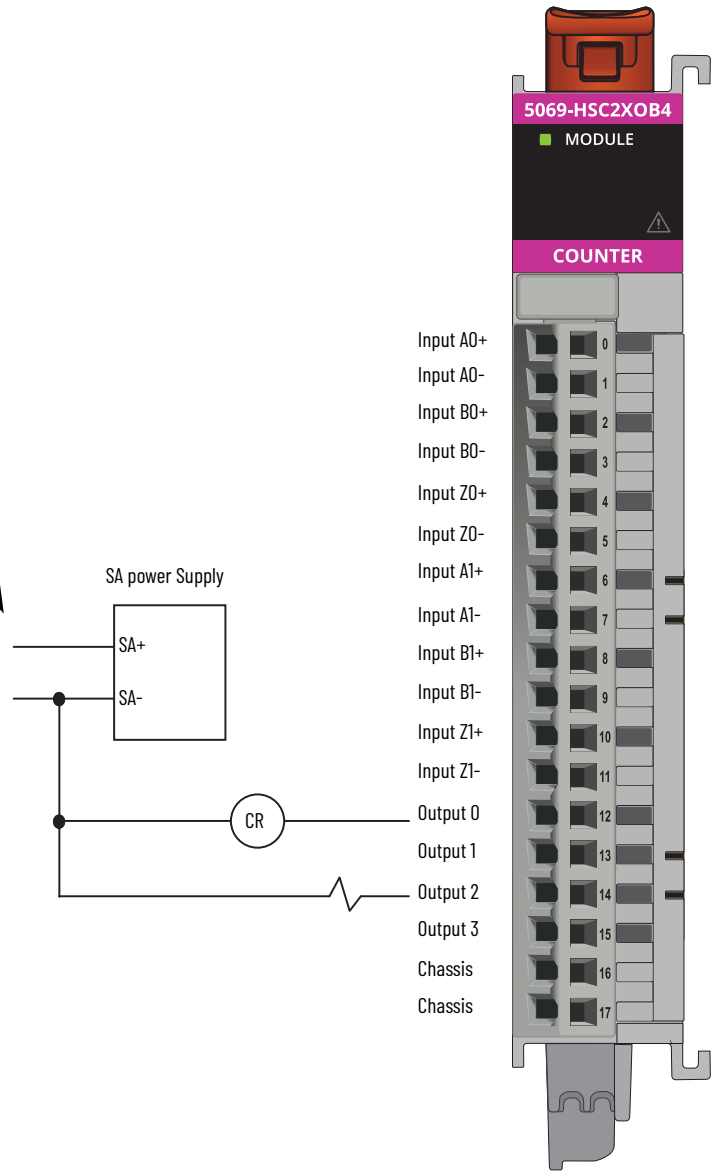 5069-HSC2XOB4
MODULE
COUNTER
Input A0+
0
Input A0-
1
Input B0+
2
Input B0-
3
Input Z0+
4
Input Z0-
5
SA power Supply
Input A1+
6
SA+
Input A1-
7
Input B1+
8
SA-
Input B1-
9
Input Z1+
10
Input Z1-
11
CR
Output 0
12
Output 1
13
Output 2
14
Output 3
15
Chassis
16
Chassis
17